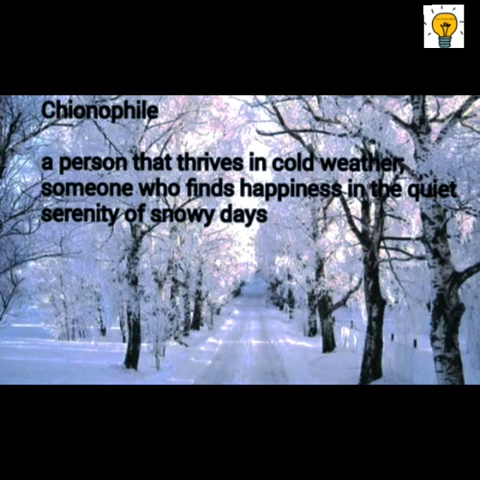 Chionophile
a person that thrives in cold weather,
someone who finds happiness in the quiet
serenity of snowy days